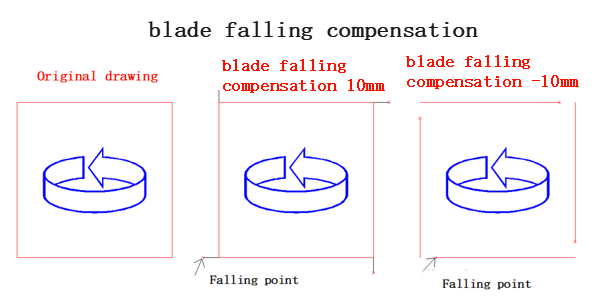 blade falling compensation
Original drawing
blade falling
compensation 10mm
blade falling
compensation -10mm
Falling point
Falling point